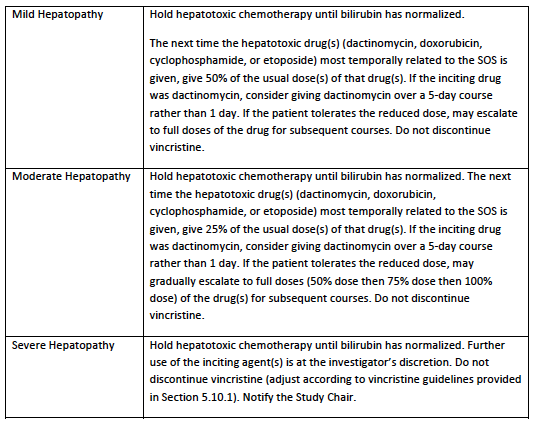 Mild Hepatopathy
Hold hepatotoxic chemotherapy until bilirubin has normalized.
The next time the hepatotoxic drug(s) (dactinomycin, doxorubicin,
cyclophosphamide, or etoposide) most temporally related to the SOS is
given, give 50% of the usual dose(s) of that drug(s). If the inciting drug
was dactinomycin, consider giving dactinomycin over a 5-day course
rather than 1 day. If the patient tolerates the reduced dose, may escalate
to full doses of the drug for subsequent courses. Do not discontinue
vincristine.
Moderate Hepatopathy
Hold hepatotoxic chemotherapy until bilirubin has normalized. The next
time the hepatotoxic drug(s) (dactinomycin, doxorubicin,
cyclophosphamide, or etoposide) most temporally related to the SOS is
given, give 25% of the usual dose(s) of that drug(s). If the inciting drug
was dactinomycin, consider giving dactinomycin over a 5-day course
rather than 1 day. If the patient tolerates the reduced dose, may
gradually escalate to full doses (50% dose then 75% dose then 100%
dose) of the drug(s) for subsequent courses. Do not discontinue
vincristine.
Severe Hepatopathy
Hold hepatotoxic chemotherapy until bilirubin has normalized. Further
use of the inciting agent(s) is at the investigator's discretion. Do not
discontinue vincristine (adjust according to vincristine guidelines provided
in Section 5.10.1). Notify the Study Chair.